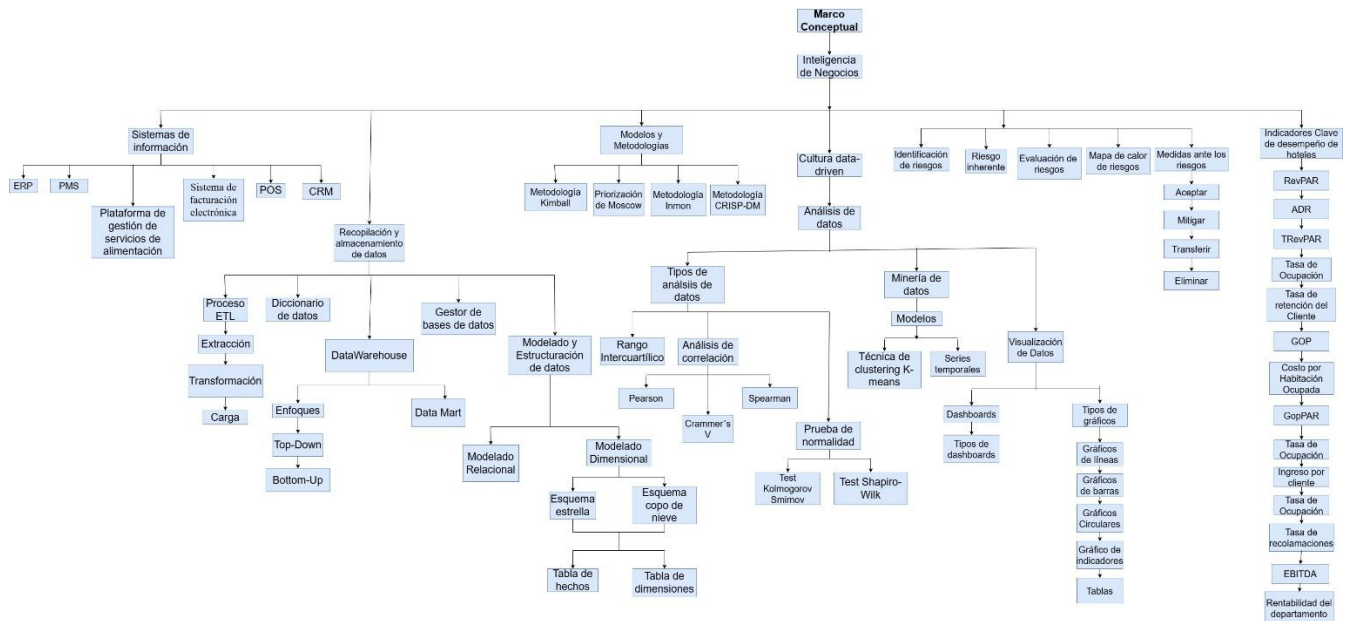 Marco
Conceptual
Inteligencia
de Negocios
Sistemas de
información
ERP
PMS
Plataforma de
gestión de
servicios de
alimentación
Sistema de
facturación
electrónica
POS
CRM
Recopilación y
almacenamiento
de datos
Proceso
ETL
Extracción
Transformación
Carga
Diccionario
de datos
DataWarehouse
Enfoques
Top-Down
Bottom-Up
Data Mart
Gestor de
bases de datos
Modelado y
Estructuración
de datos
Modelado
Relacional
Modelado
Dimensional
Esquema
estrella
Esquema
copo de
nieve
Tabla de
hechos
Tabla de
dimensiones
Modelos y
Metodologías
Metodología
Kimball
Priorización
de Moscow
Metodología
Inmon
Metodología
CRISP-DM
Cultura data-
driven
Análisis de
datos
Tipos de
análsiis de
datos
Rango
Intercuartílico
Análisis de
correlación
Pearson
Crammer´s
V
Spearman
Prueba de
normalidad
Test
Kolmogorov
Smirnov
Test Shapiro-
Wilk
Minería de
datos
Modelos
Técnica de
clustering K-
means
Series
temporales
Visualización
de Datos
Dashboards
Tipos de
dashboards
Tipos de
gráficos
Gráficos
de líneas
Gráficos
de barras
Gráficos
Circulares
Gráfico de
indicadores
Tablas
Identificación
de riesgos
Riesgo
inherente
Evaluación de
riesgos
Mapa de calor
de riesgos
Medidas ante los
riesgos
Aceptar
Mitigar
Transferir
Eliminar
Indicadores Clave
de desempeño de
hoteles
RevPAR
ADR
TRevPAR
Tasa de
Ocupación
Tasa de
retención del
Cliente
GOP
Costo por
Habitación
Ocupada
GopPAR
Tasa de
Ocupación
Ingreso por
cliente
Tasa de
Ocupación
Tasa de
recolamaciones
EBITDA
Rentabilidad del
departamento